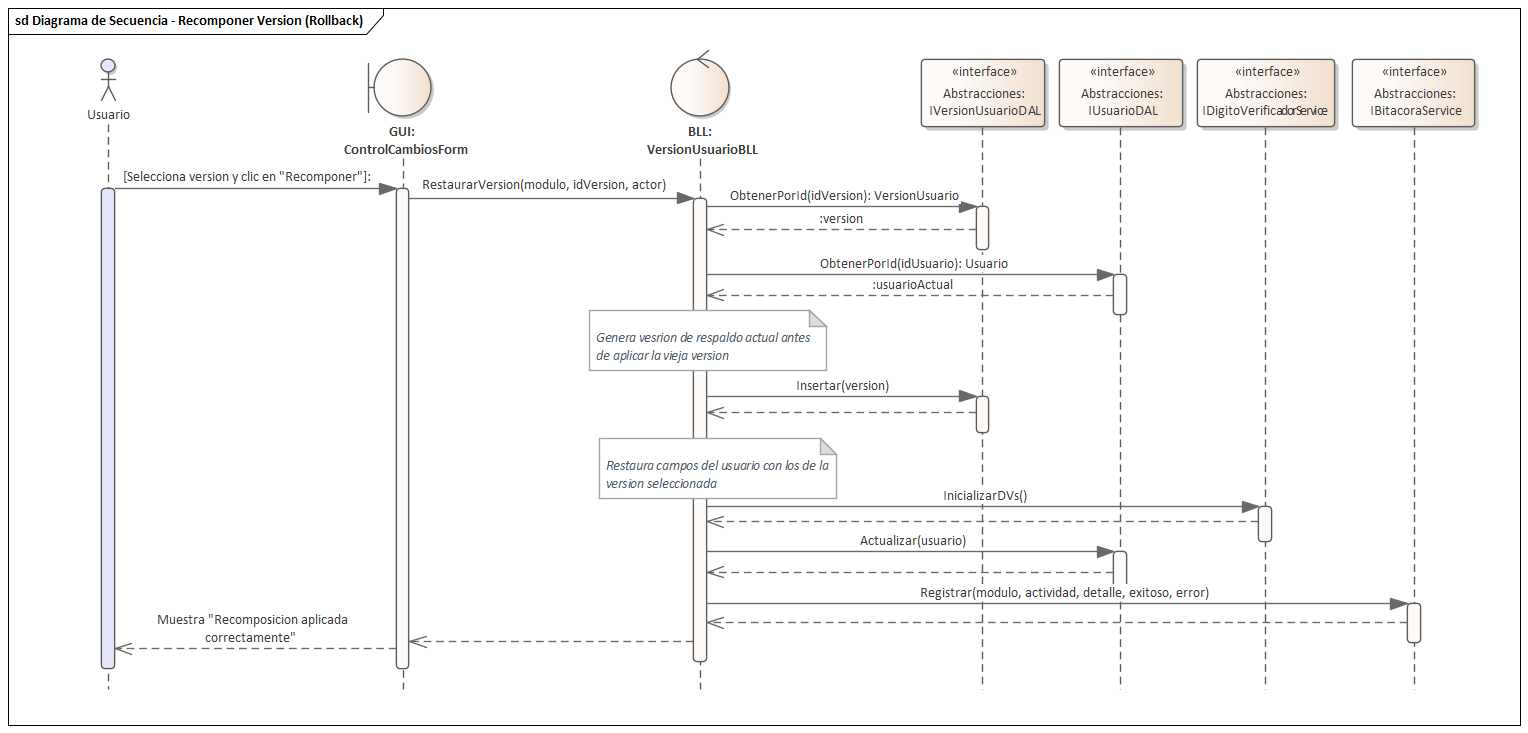 sd Diagrama de Secuencia - Recomponer Version (Rollback)
Usuario
GUI:
ControlCambiosForm
BLL:
VersionUsuarioBLL
«interface»
Abstracciones:
IVersionUsuarioDAL
«interface»
Abstracciones:
IUsuarioDAL
«interface»
Abstracciones:
IDigitoVerificadorService
«interface»
Abstracciones:
IBitacoraService
[Selecciona version y clic en "Recomponer"]:
RestaurarVersion(modulo, idVersion, actor)
ObtenerPorId(idVersion): VersionUsuario
:version
ObtenerPorId(idUsuario): Usuario
:usuarioActual
Genera vesrion de respaldo actual antes
de aplicar la vieja version
Insertar(version)
Restaura campos del usuario con los de la
version seleccionada
InicializarDVs()
Actualizar(usuario)
Registrar(modulo, actividad, detalle, exitoso, error)
Muestra "Recomposicion aplicada
correctamente"